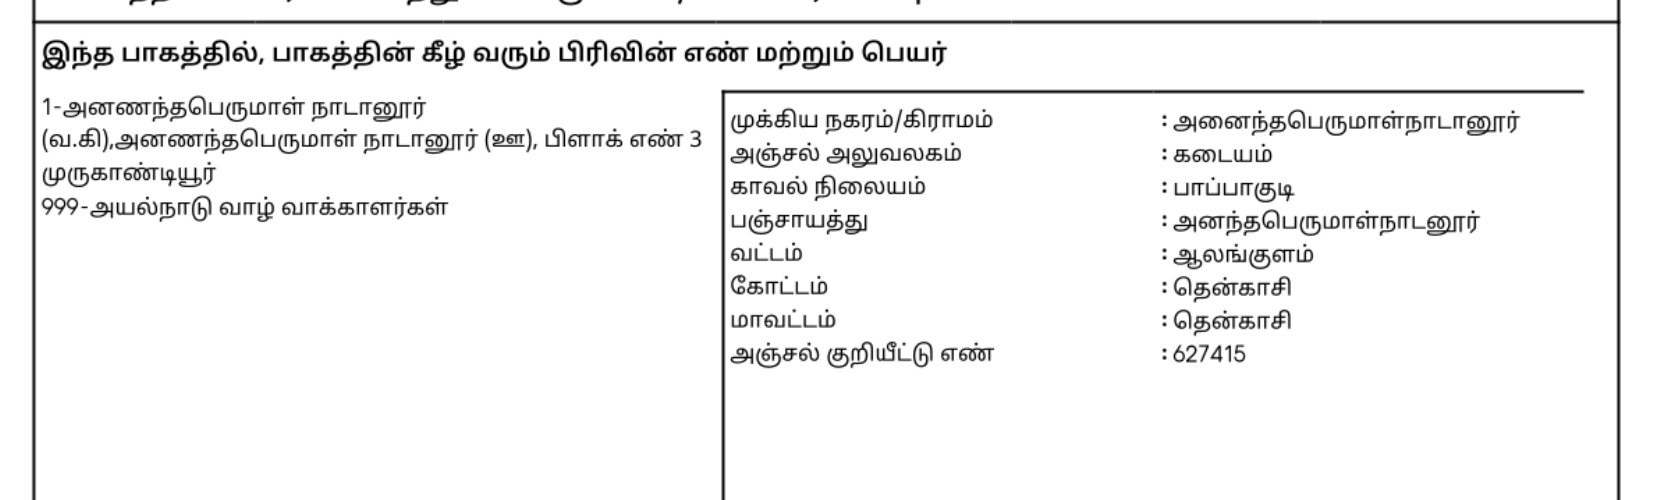 இந்த பாகத்தில், பாகத்தின் கீழ் வரும் பிரிவின் எண் மற்றும் பெயர்
1-அனணந்தபெருமாள் நாடானூர்
(வ.கி),அனணந்தபெருமாள் நாடானூர் (ஊ), பிளாக் எண் 3
முருகாண்டியூர்
999-அயல்நாடு வாழ் வாக்காளர்கள்
முக்கிய நகரம்/கிராமம் : அனைந்தபெருமாள்நாடானூர்
அஞ்சல் அலுவலகம் : கடையம்
காவல் நிலையம் : பாப்பாகுடி
பஞ்சாயத்து : அனந்தபெருமாள்நாடனூர்
வட்டம் : ஆலங்குளம்
கோட்டம் : தென்காசி
மாவட்டம் : தென்காசி
அஞ்சல் குறியீட்டு எண் : 627415